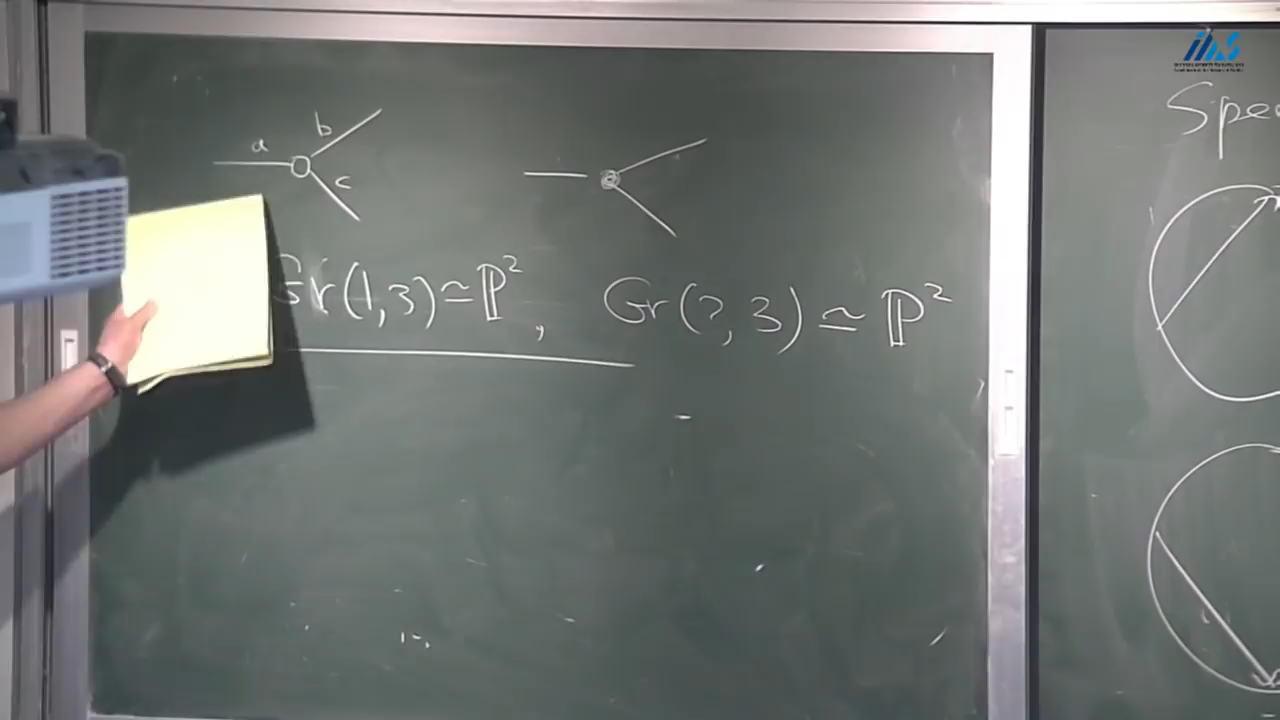 a b c
Gr(1,3) ≃ ℙ², Gr(2,3) ≃ ℙ²
Spe